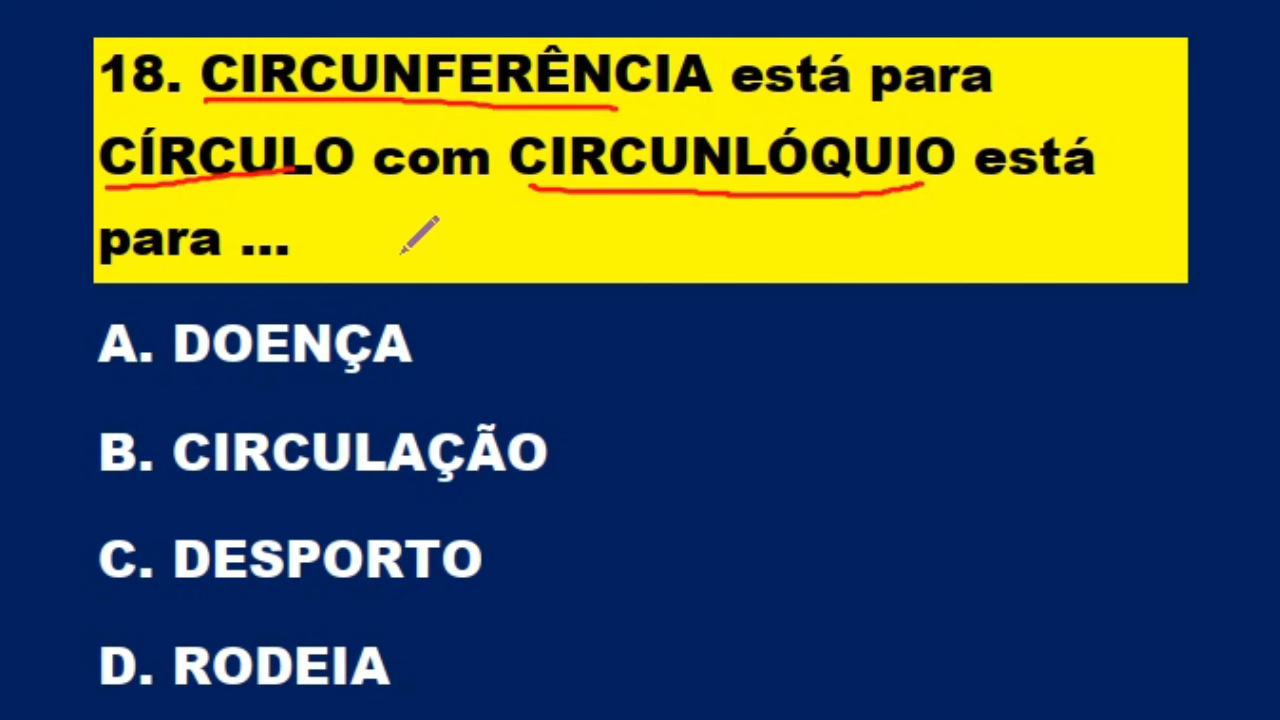 18. CIRCUNFERÊNCIA está para
CÍRCULO com CIRCUNLÓQUIO está
para ...
A. DOENÇA
B. CIRCULAÇÃO
C. DESPORTO
D. RODEIA